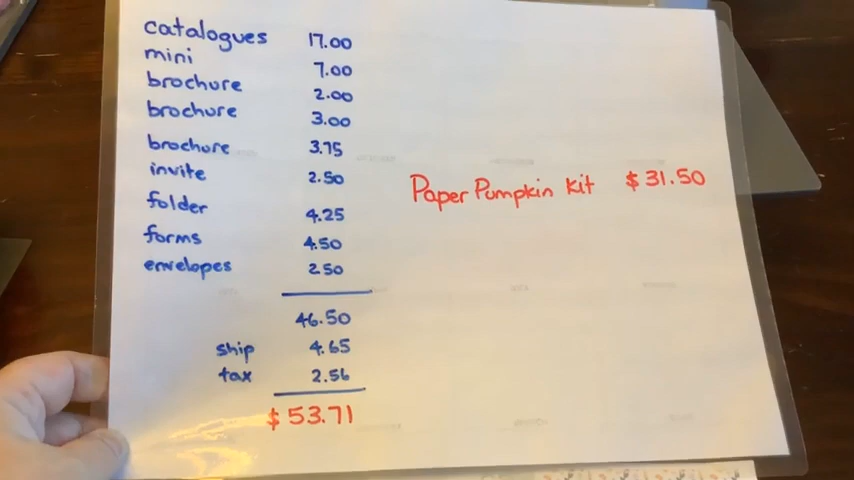 catalogues 17.00
mini 7.00
brochure 2.00
brochure 3.00
brochure 3.75
invite 2.50
folder 4.25
forms 4.50
envelopes 2.50
46.50
ship 4.65
tax 2.56
$53.71
Paper Pumpkin Kit $31.50